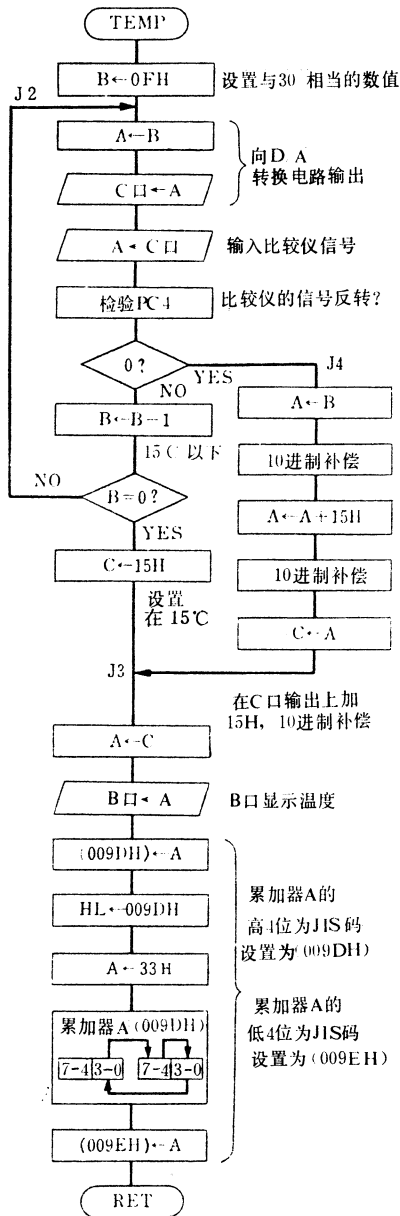 TEMP
J2
B←0FH 设置与30 相当的数值
A←B
向D A
转换电路输出
C口←A
A←C口 输入比较仪信号
检验PC4 比较仪的信号反转?
0? YES J4
NO
A←B
B←B-1
15C 以下
10进制补偿
NO B=0?
A←A+15H
YES
C←15H
10进制补偿
设置
在 15℃
C←A
J3
在C口输出上加
15H, 10进制补偿
A←C
B口←A B口显示温度
(009DH)←A
累加器A的
高4位为JIS码
设置为(009DH)
HL←009DH
A←33H
累加器A的
低4位为JIS码
设置为(009EH)
累加器A (009DH)
7-4 3-0 7-4 3-0
(009EH)←A
RET